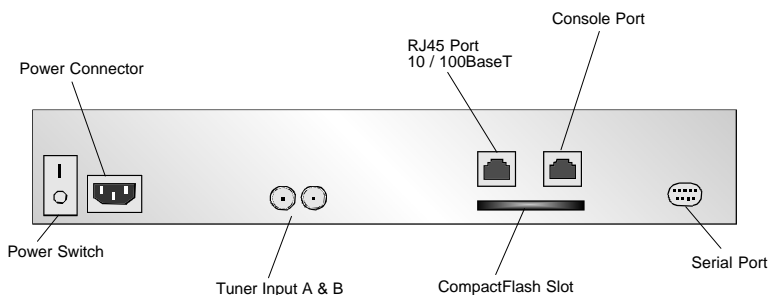 Console Port
RJ45 Port
10 / 100BaseT
Power Connector
Power Switch
Tuner Input A & B
CompactFlash Slot
Serial Port